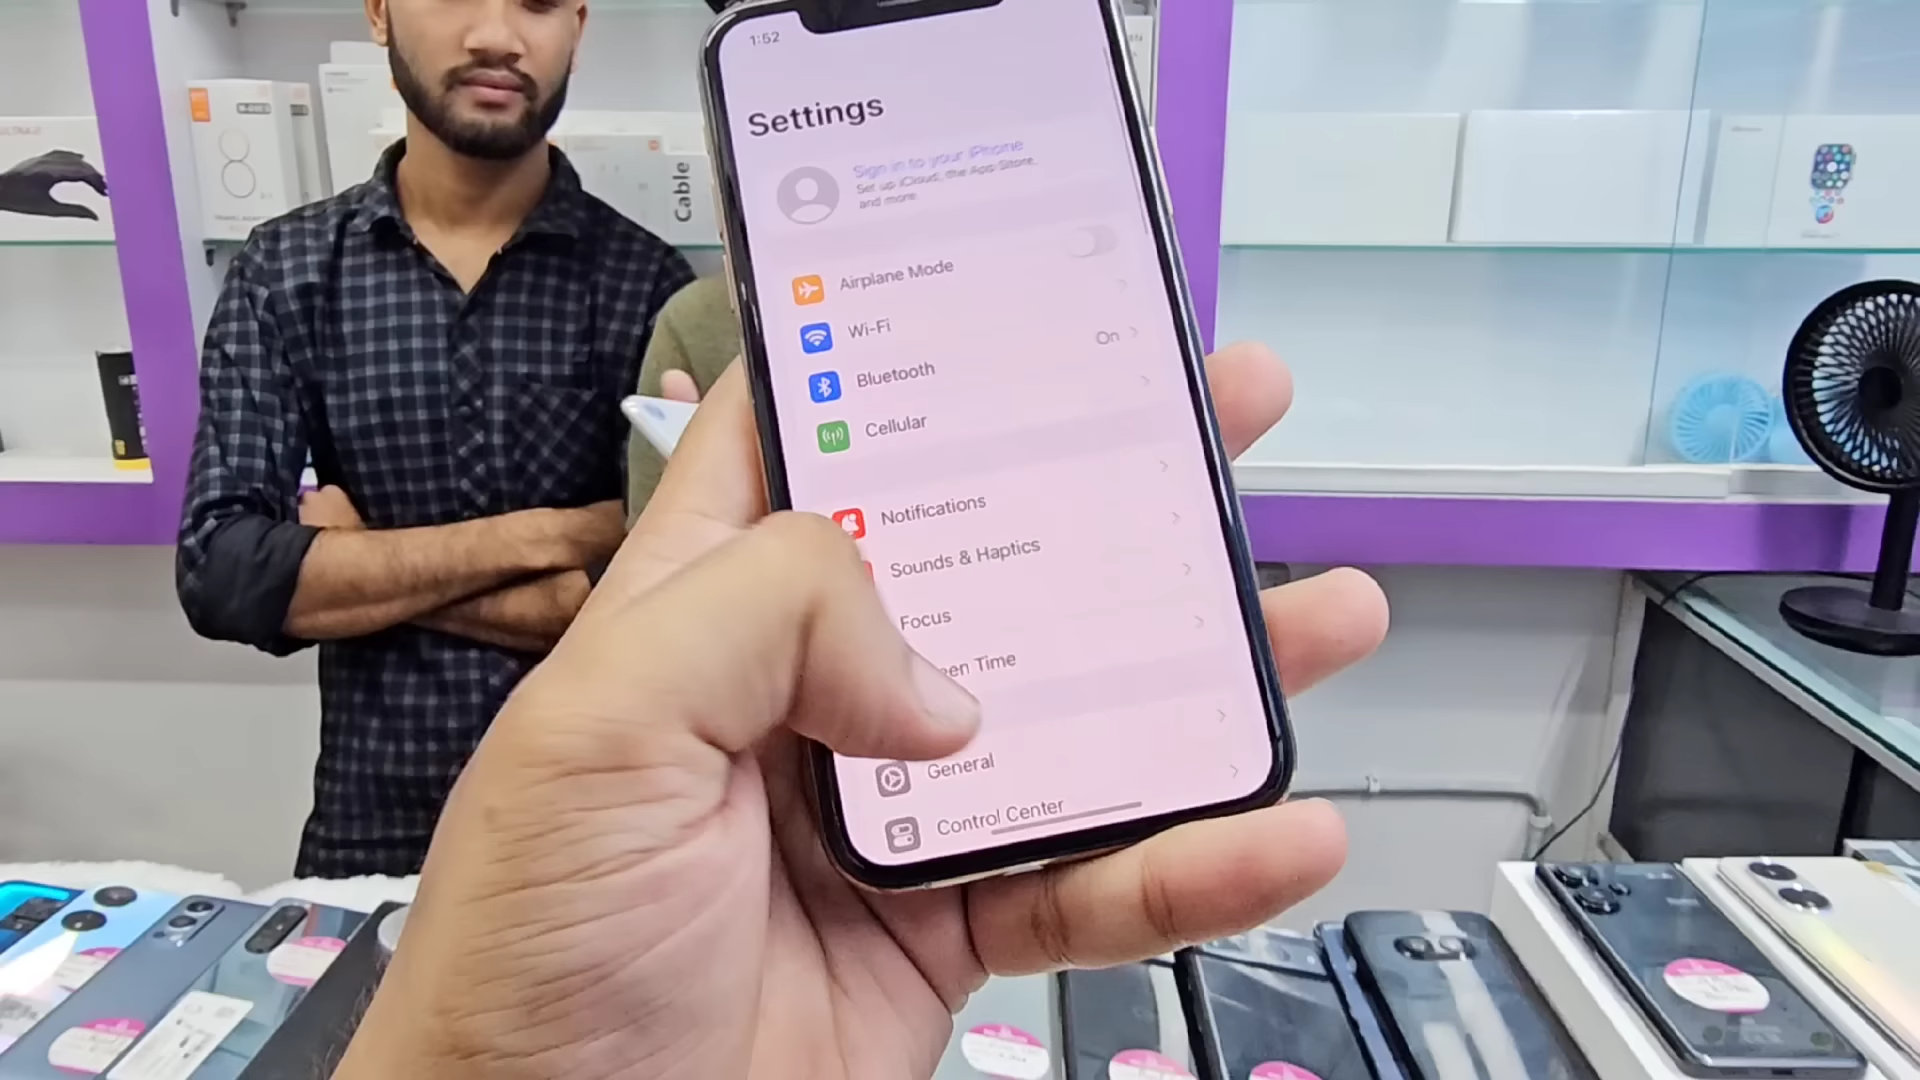 1:52
Settings
Sign in to your iPhone
Set up iCloud, the App Store,
and more.
Airplane Mode
Wi-Fi
Bluetooth
On
Cellular
Notifications
Sounds & Haptics
Focus
een Time
General
Control Center
Cable